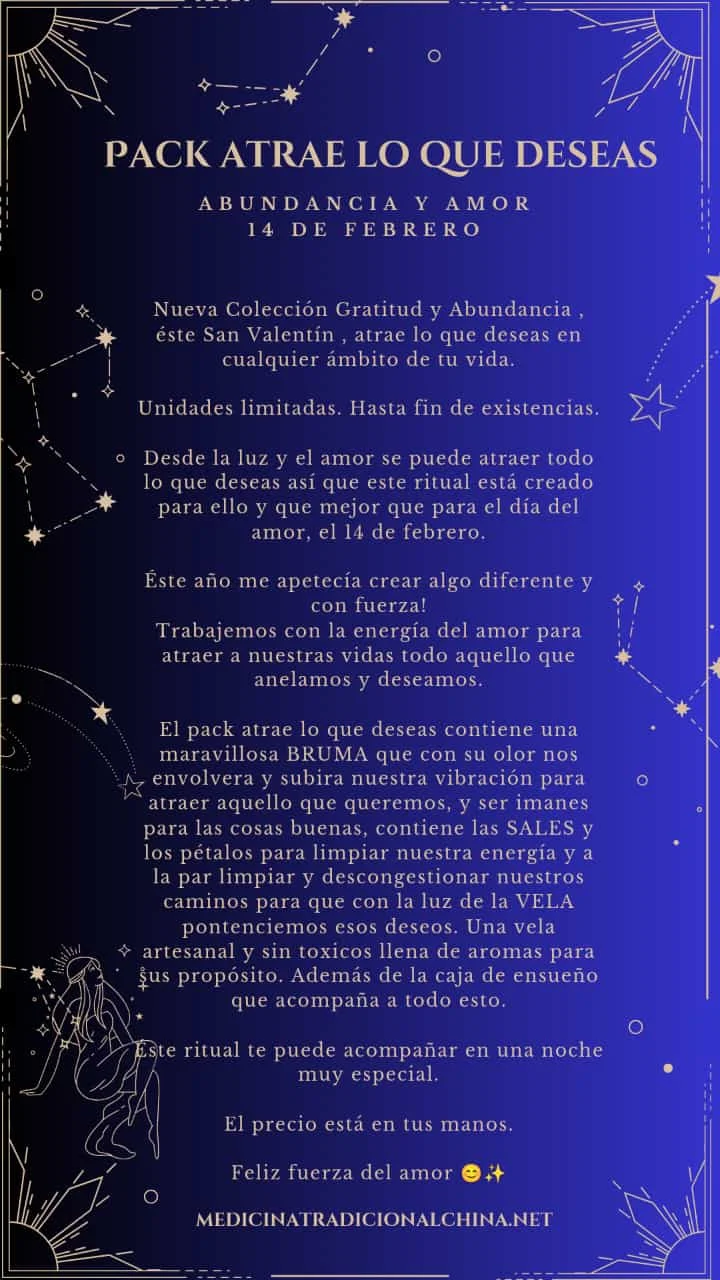 PACK ATRAE LO QUE DESEAS
ABUNDANCIA Y AMOR
14 DE FEBRERO
Nueva Colección Gratitud y Abundancia ,
éste San Valentín , atrae lo que deseas en
cualquier ámbito de tu vida.
Unidades limitadas. Hasta fin de existencias.
Desde la luz y el amor se puede atraer todo
lo que deseas así que este ritual está creado
para ello y que mejor que para el día del
amor, el 14 de febrero.
Éste año me apetecía crear algo diferente y
con fuerza!
Trabajemos con la energía del amor para
atraer a nuestras vidas todo aquello que
anelamos y deseamos.
El pack atrae lo que deseas contiene una
maravillosa BRUMA que con su olor nos
envolvera y subira nuestra vibración para
atraer aquello que queremos, y ser imanes
para las cosas buenas, contiene las SALES y
los pétalos para limpiar nuestra energía y a
la par limpiar y descongestionar nuestros
caminos para que con la luz de la VELA
pontenciemos esos deseos. Una vela
artesanal y sin toxicos llena de aromas para
sus propósito. Además de la caja de ensueño
que acompaña a todo esto.
Éste ritual te puede acompañar en una noche
muy especial.
El precio está en tus manos.
Feliz fuerza del amor 😊✨
MEDICINATRADICIONALCHINA.NET